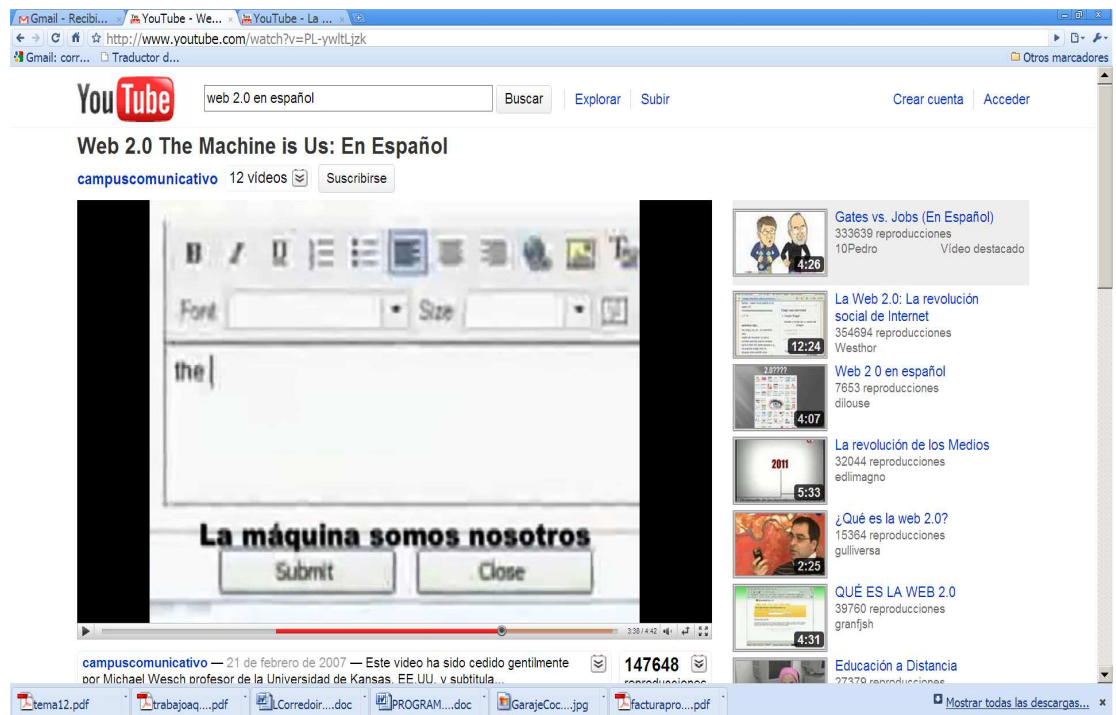 Gmail - Recibi...
YouTube - We...
YouTube - La ...
http://www.youtube.com/watch?v=PL-ywltLjzk
Gmail: corr...
Traductor d...
Otros marcadores
You Tube
web 2.0 en español
Buscar
Explorar
Subir
Crear cuenta
Acceder
Web 2.0 The Machine is Us: En Español
campuscomunicativo 12 vídeos
Suscribirse
B I U
Font
Size
the
La máquina somos nosotros
Submit
Close
3:38 / 4:42
campuscomunicativo — 21 de febrero de 2007 — Este video ha sido cedido gentilmente
por Michael Wesch profesor de la Universidad de Kansas, EE.UU. y subtitula...
147648
reproducciones
Gates vs. Jobs (En Español)
333639 reproducciones
10Pedro
Vídeo destacado
4:26
La Web 2.0: La revolución
social de Internet
354694 reproducciones
Westhor
12:24
Web 2 0 en español
7653 reproducciones
dilouse
2.0????
4:07
La revolución de los Medios
32044 reproducciones
edlimagno
2011
5:33
¿Qué es la web 2.0?
15364 reproducciones
gulliversa
2:25
QUÉ ES LA WEB 2.0
39760 reproducciones
granfjsh
4:31
Educación a Distancia
27379 reproducciones
tema12.pdf
trabajoaq....pdf
LCorredoir....doc
PROGRAM....doc
GarajeCoc....jpg
facturapro....pdf
Mostrar todas las descargas...